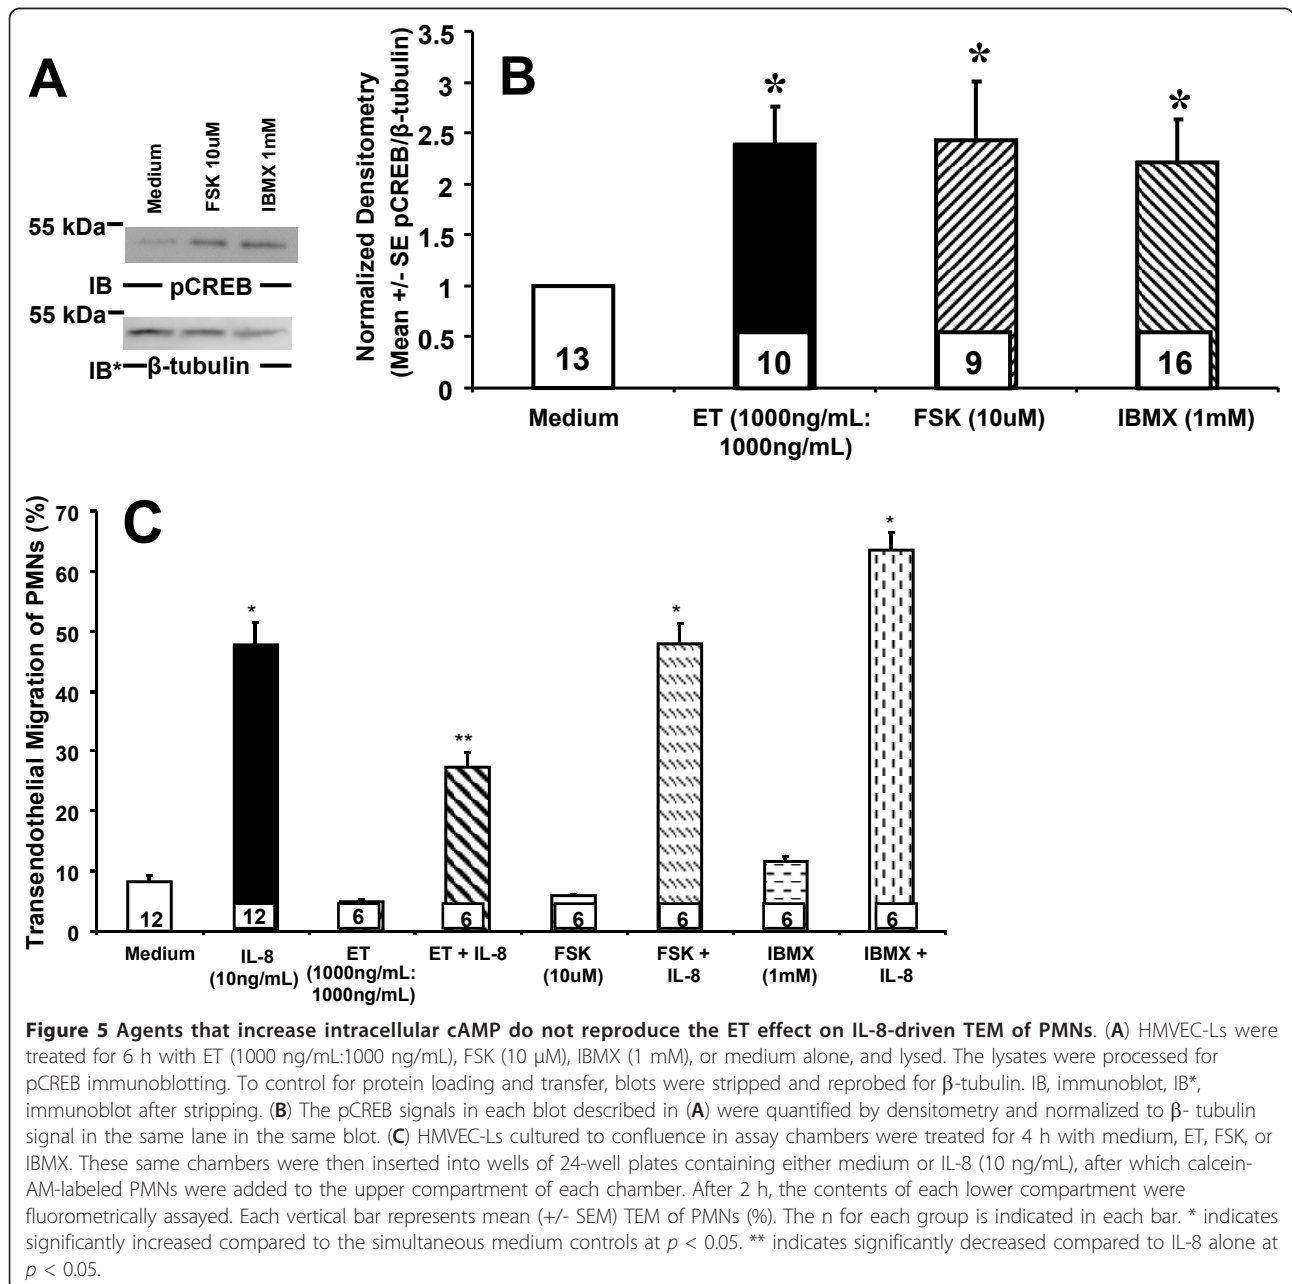 A
Medium
FSK 10uM
IBMX 1mM
55 kDa
IB pCREB
55 kDa
IB* β-tubulin
B
Normalized Densitometry
(Mean +/- SE pCREB/β-tubulin)
3.5
3
2.5
2
1.5
1
0.5
0
* * *
13 10 9 16
Medium ET (1000ng/mL: FSK (10uM) IBMX (1mM)
1000ng/mL)
C
Transendothelial Migration of PMNs (%)
70
60
50
40
30
20
10
0
* ** * *
12 12 6 6 6 6 6 6
Medium IL-8 ET ET + IL-8 FSK FSK + IBMX IBMX +
(10ng/mL) (1000ng/mL: (10uM) IL-8 (1mM) IL-8
1000ng/mL)
Figure 5 Agents that increase intracellular cAMP do not reproduce the ET effect on IL-8-driven TEM of PMNs. (A) HMVEC-Ls were
treated for 6 h with ET (1000 ng/mL:1000 ng/mL), FSK (10 μM), IBMX (1 mM), or medium alone, and lysed. The lysates were processed for
pCREB immunoblotting. To control for protein loading and transfer, blots were stripped and reprobed for β-tubulin. IB, immunoblot, IB*,
immunoblot after stripping. (B) The pCREB signals in each blot described in (A) were quantified by densitometry and normalized to β- tubulin
signal in the same lane in the same blot. (C) HMVEC-Ls cultured to confluence in assay chambers were treated for 4 h with medium, ET, FSK, or
IBMX. These same chambers were then inserted into wells of 24-well plates containing either medium or IL-8 (10 ng/mL), after which calcein-
AM-labeled PMNs were added to the upper compartment of each chamber. After 2 h, the contents of each lower compartment were
fluorometrically assayed. Each vertical bar represents mean (+/- SEM) TEM of PMNs (%). The n for each group is indicated in each bar. * indicates
significantly increased compared to the simultaneous medium controls at p < 0.05. ** indicates significantly decreased compared to IL-8 alone at
p < 0.05.